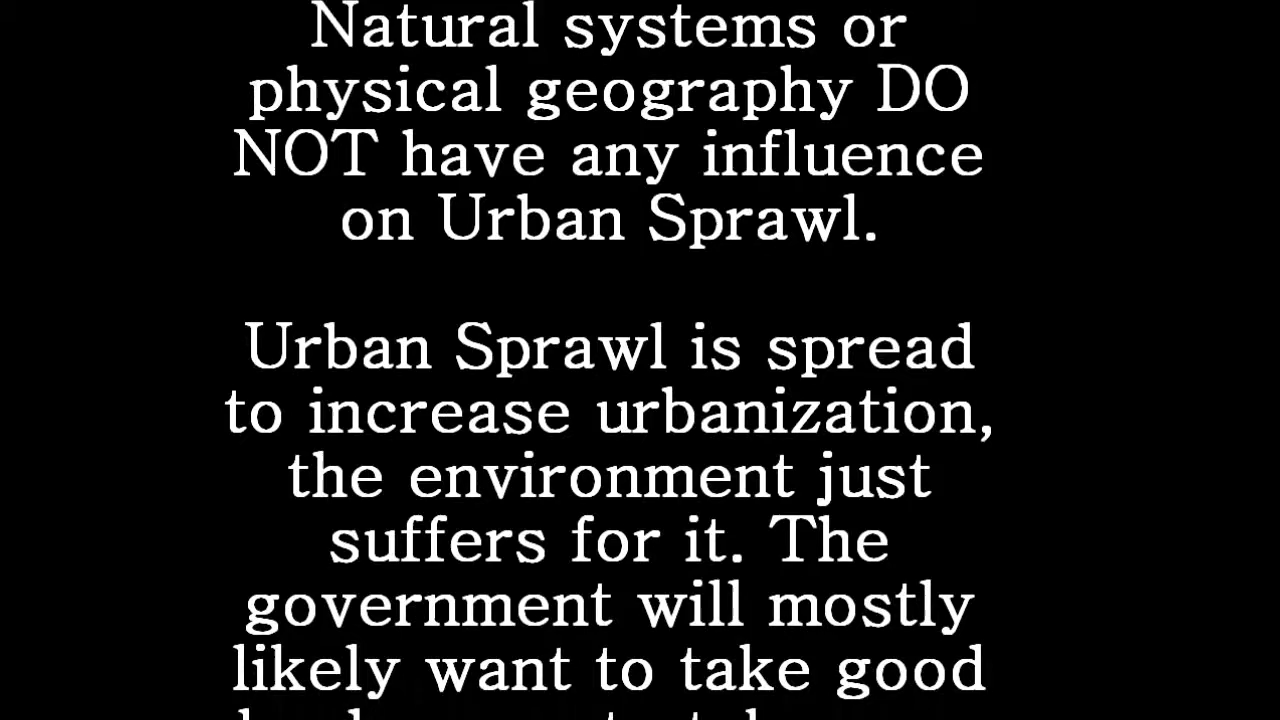 Natural systems or
physical geography DO
NOT have any influence
on Urban Sprawl.
Urban Sprawl is spread
to increase urbanization,
the environment just
suffers for it. The
government will mostly
likely want to take good